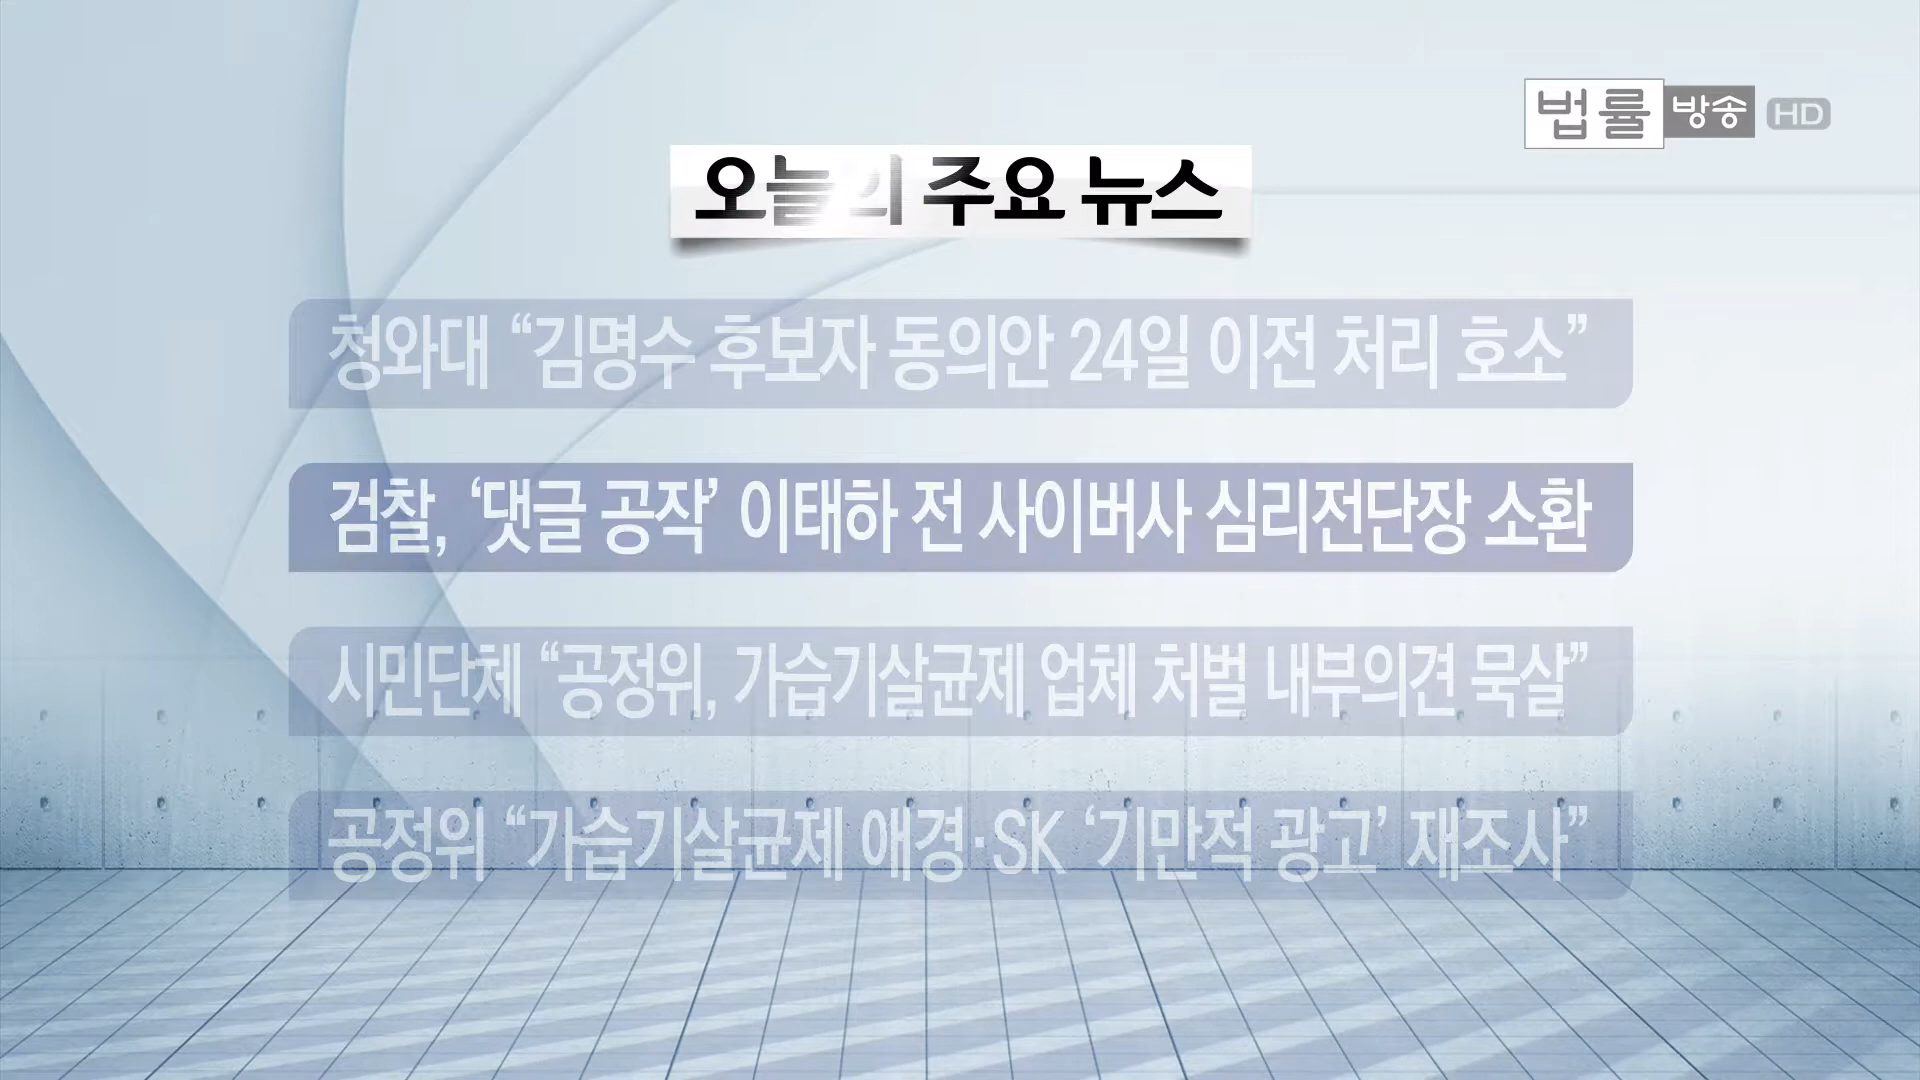 법률방송 HD
오늘의 주요 뉴스
청와대 “김명수 후보자 동의안 24일 이전 처리 호소”
검찰, ‘댓글 공작’ 이태하 전 사이버사 심리전단장 소환
시민단체 “공정위, 가습기살균제 업체 처벌 내부의견 묵살”
공정위 “가습기살균제 애경·SK ‘기만적 광고’ 재조사”